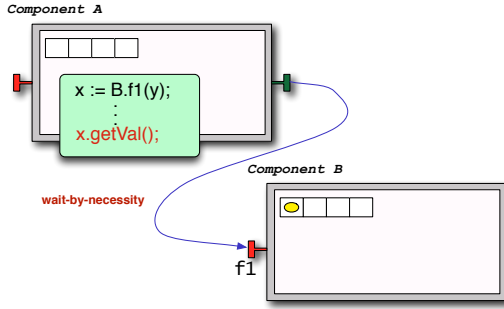 Component A
x := B.f1(y);
:
x.getVal();
Component B
wait-by-necessity
f1